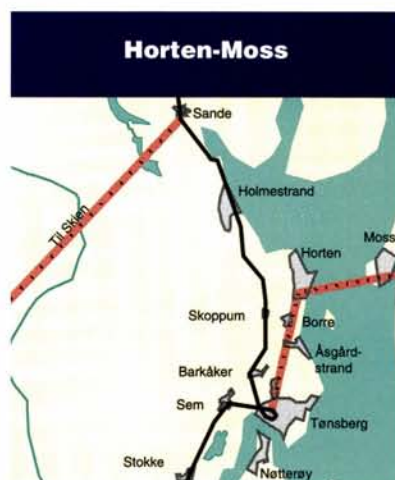 Horten-Moss
Sande
Til Skien
Holmestrand
Horten
Moss
Skoppum
Borre
Åsgård-
strand
Barkåker
Sem
Tønsberg
Stokke
Nøtterøy